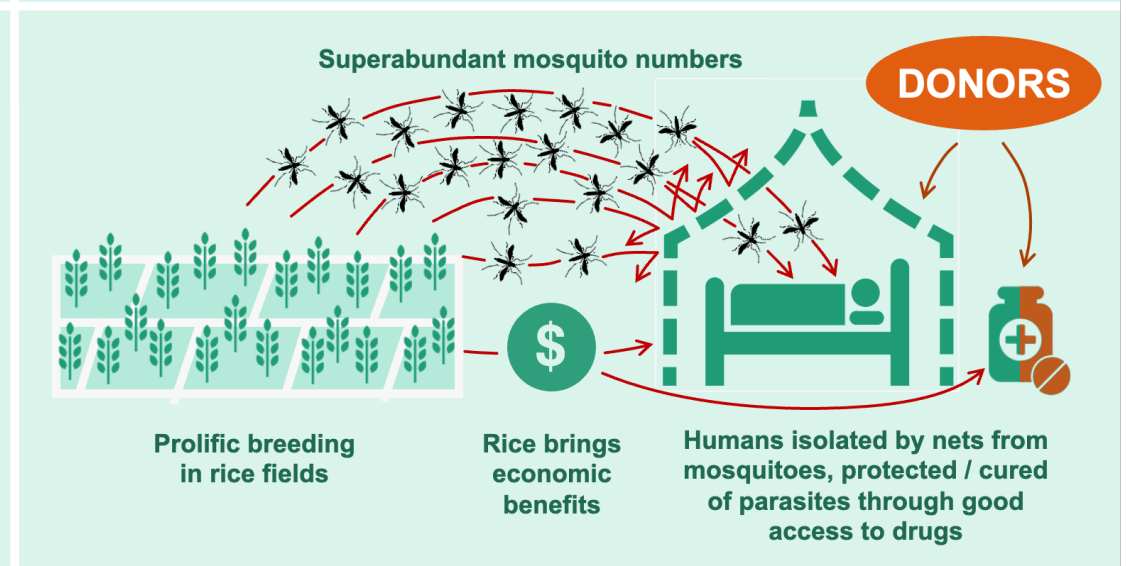 Superabundant mosquito numbers
DONORS
$
Prolific breeding
in rice fields
Rice brings
economic
benefits
Humans isolated by nets from
mosquitoes, protected / cured
of parasites through good
access to drugs